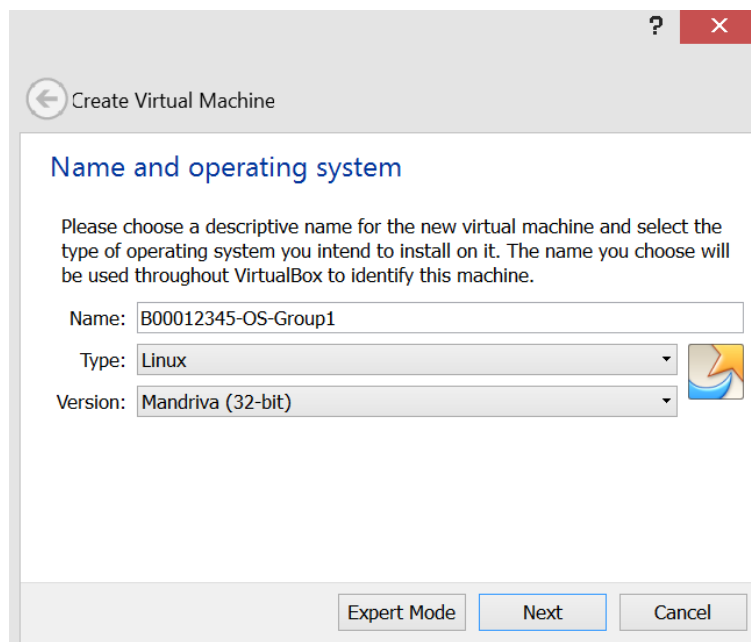 ?
Create Virtual Machine
Name and operating system
Please choose a descriptive name for the new virtual machine and select the
type of operating system you intend to install on it. The name you choose will
be used throughout VirtualBox to identify this machine.
Name: B00012345-OS-Group1
Type: Linux
Version: Mandriva (32-bit)
Expert Mode Next Cancel